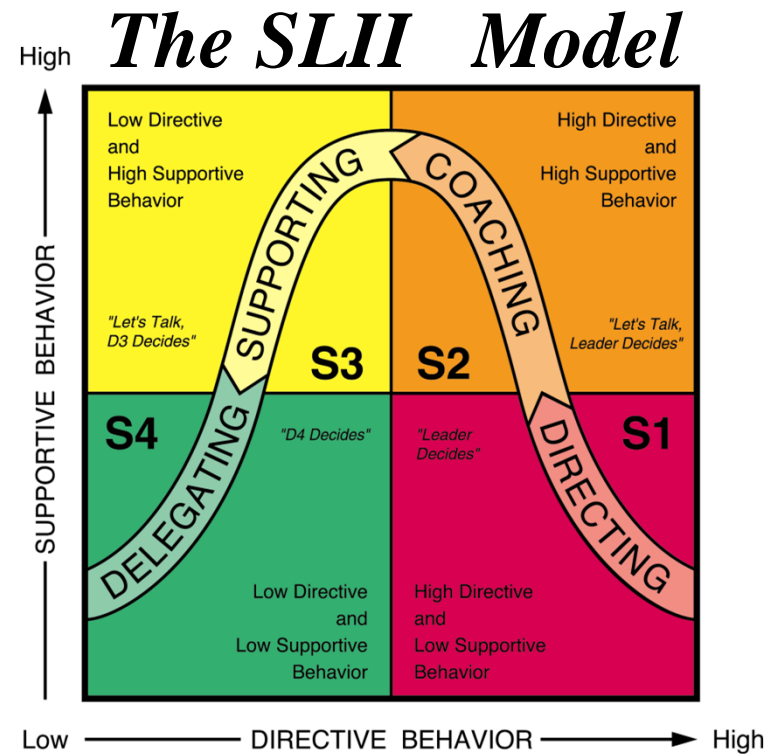 The SLII Model
High
Low Directive
and
High Supportive
Behavior
High Directive
and
High Supportive
Behavior
SUPPORTING
COACHING
"Let's Talk,
D3 Decides"
"Let's Talk,
Leader Decides"
S3
S2
SUPPORTIVE BEHAVIOR
S4
"D4 Decides"
"Leader
Decides"
S1
DELEGATING
DIRECTING
Low Directive
and
Low Supportive
Behavior
High Directive
and
Low Supportive
Behavior
Low
DIRECTIVE BEHAVIOR
High